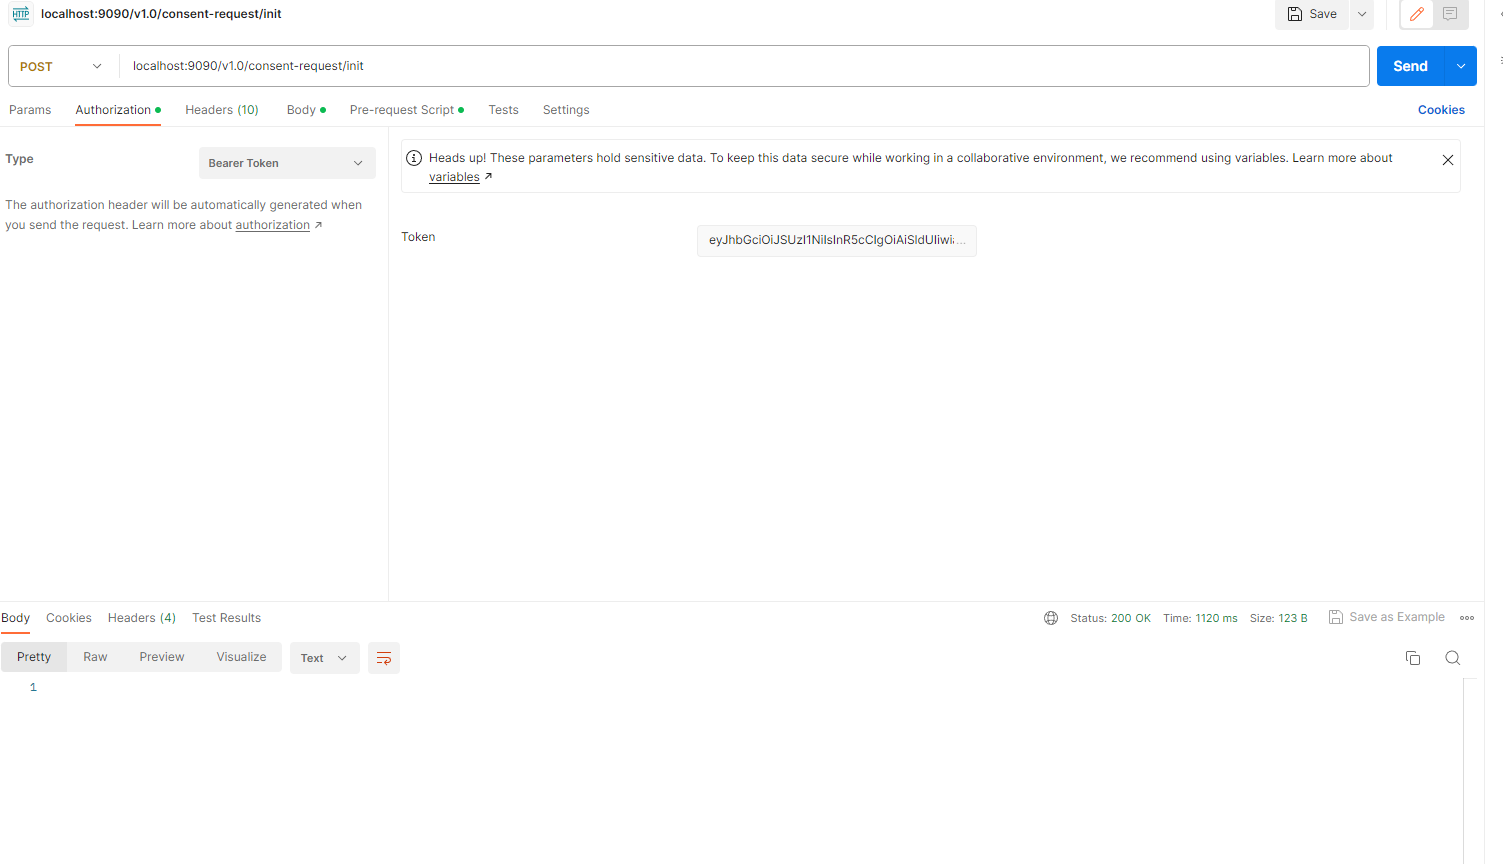 HTTP localhost:9090/v1.0/consent-request/init Save
POST localhost:9090/v1.0/consent-request/init Send
Params Authorization Headers (10) Body Pre-request Script Tests Settings Cookies
Type Bearer Token
The authorization header will be automatically generated when
you send the request. Learn more about authorization ↗
Heads up! These parameters hold sensitive data. To keep this data secure while working in a collaborative environment, we recommend using variables. Learn more about
variables ↗
Token eyJhbGciOiJSUzI1NiIsInR5cCIgOiAiSldUIiwi...
Body Cookies Headers (4) Test Results Status: 200 OK Time: 1120 ms Size: 123 B Save as Example
Pretty Raw Preview Visualize Text
1